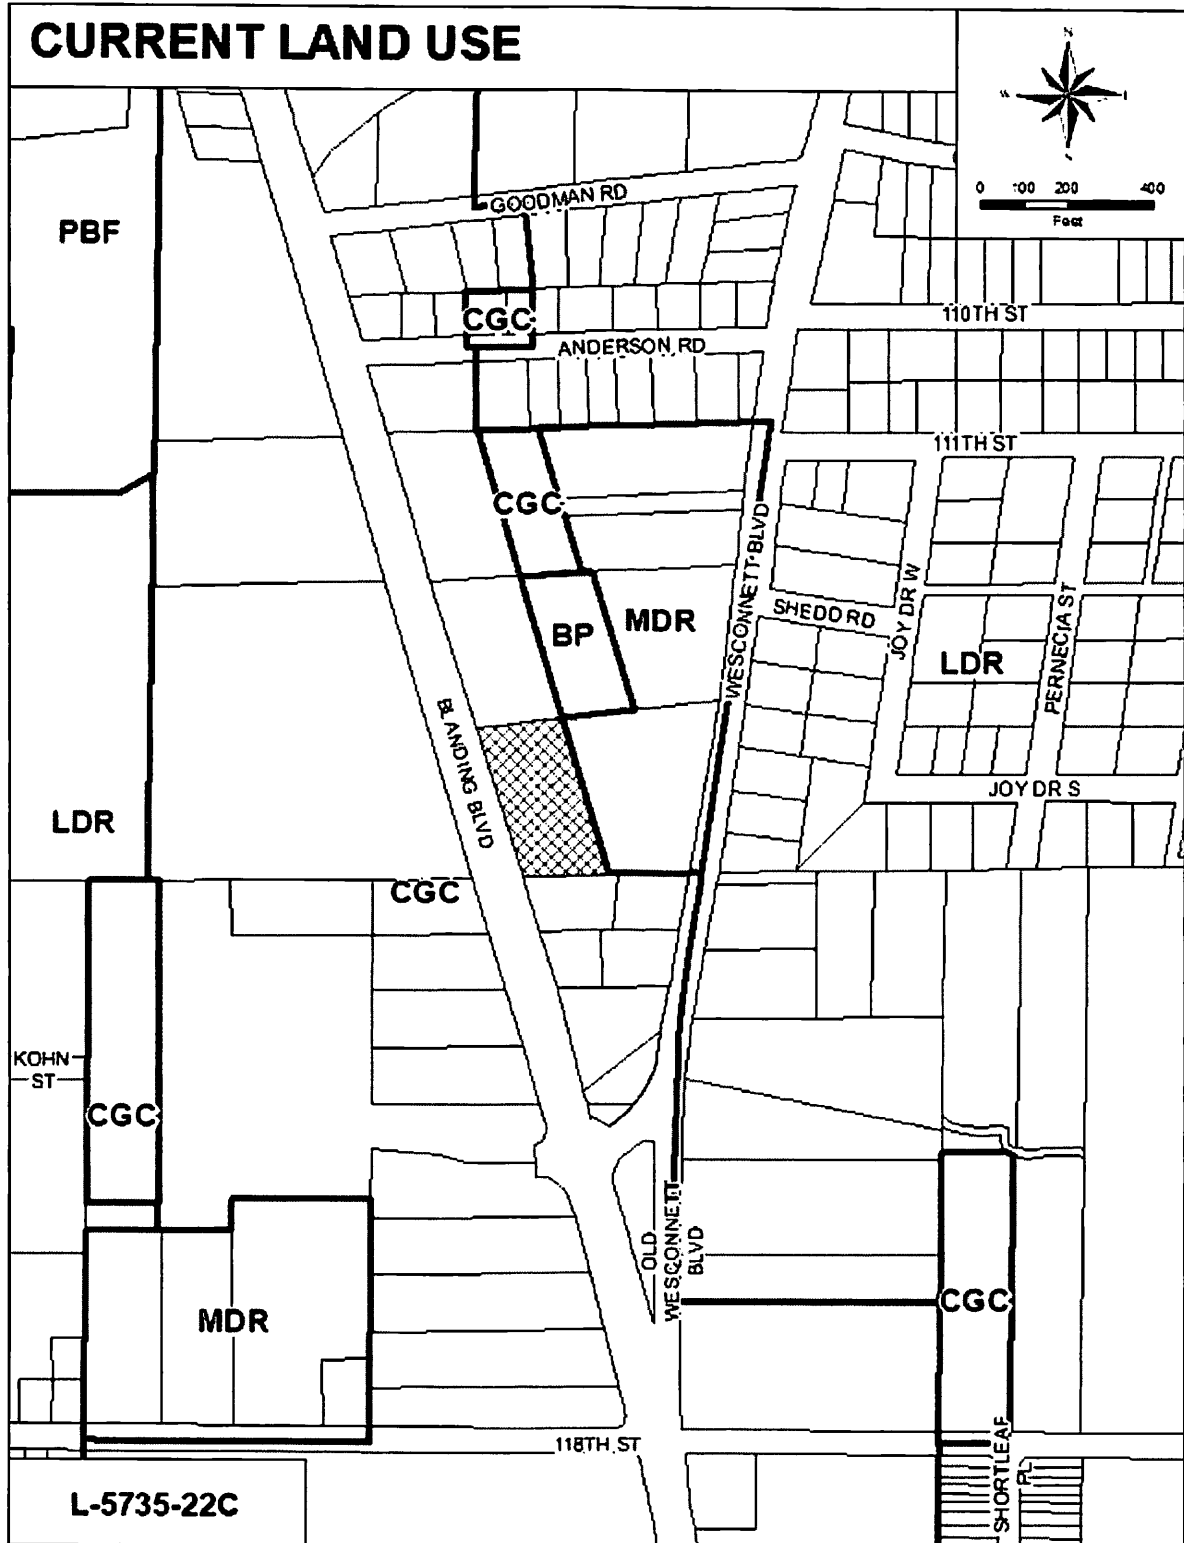 CURRENT LAND USE
N
W
0 100 200 400
Feet
PBF
GOODMAN RD
CGC
110TH ST
ANDERSON RD
111TH ST
CGC
WESCONNETT BLVD
BP
MDR
SHEDD RD
JOY DR W
LDR
PERNECIA ST
BLANDING BLVD
JOY DR S
LDR
CGC
KOHN
ST
CGC
OLD
WESCONNETT
BLVD
CGC
MDR
118TH ST
SHORTLEAF
PL
L-5735-22C